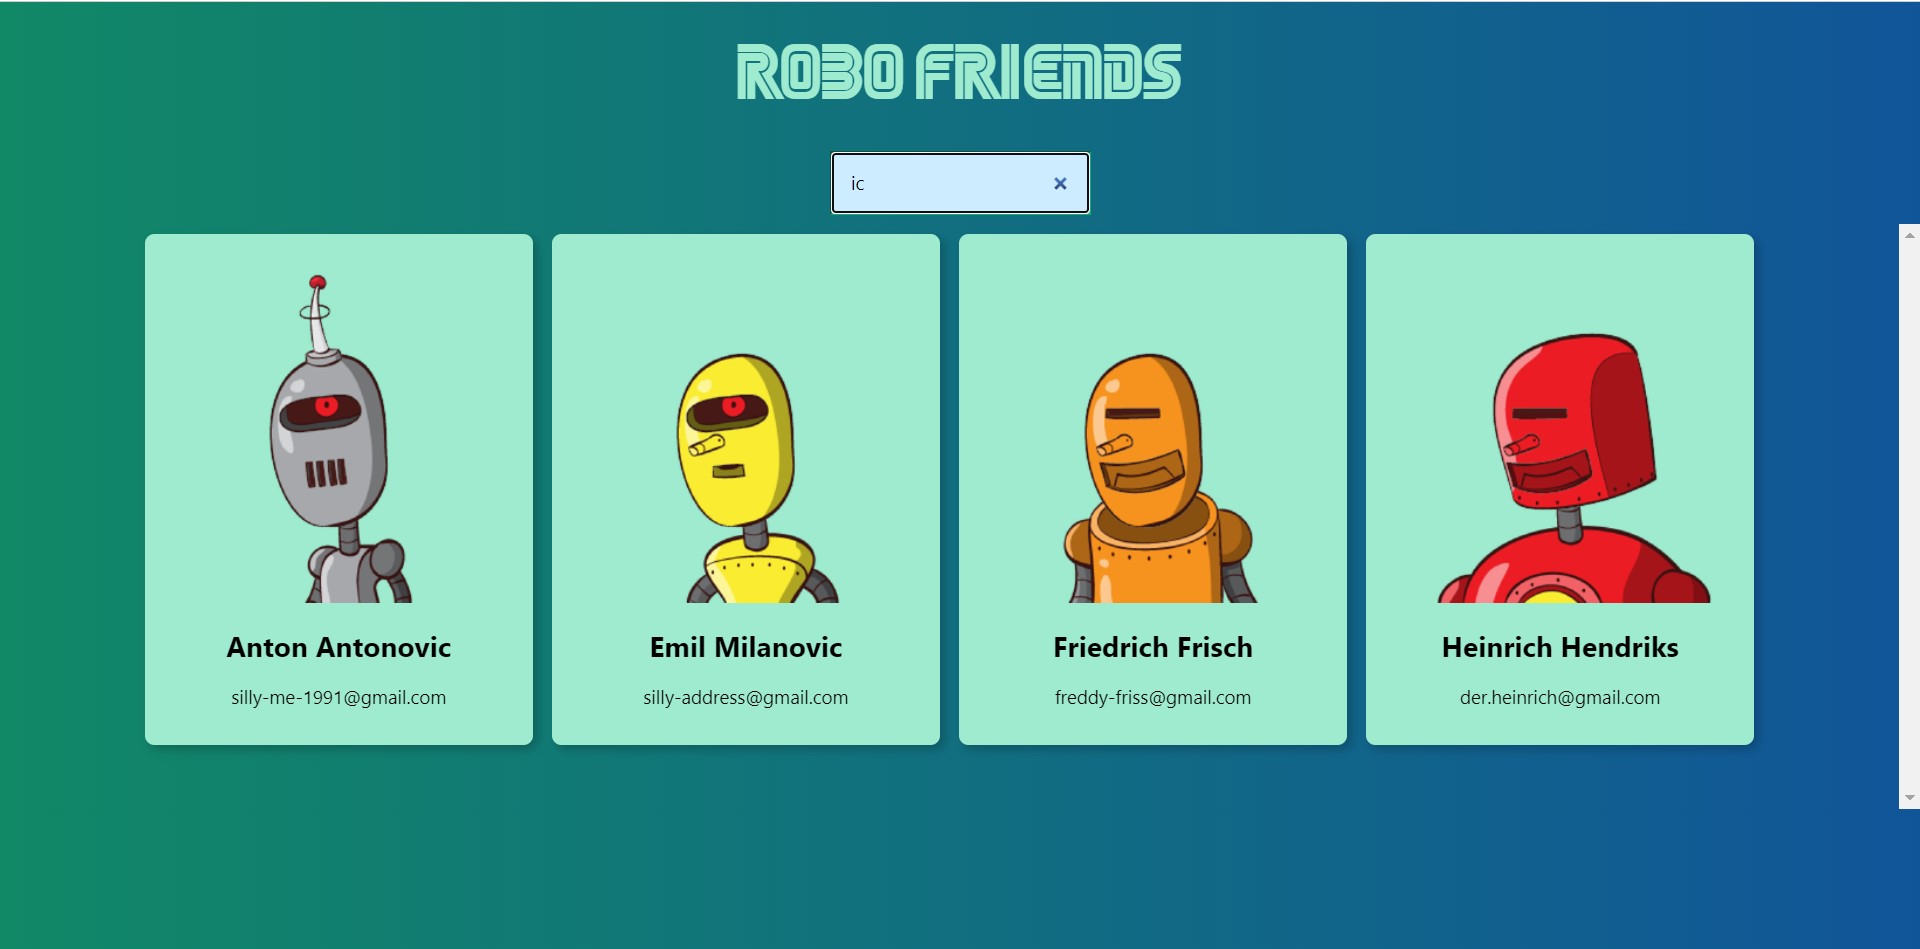 ROBO FRIENDS
ic
Anton Antonovic
silly-me-1991@gmail.com
Emil Milanovic
silly-address@gmail.com
Friedrich Frisch
freddy-friss@gmail.com
Heinrich Hendriks
der.heinrich@gmail.com